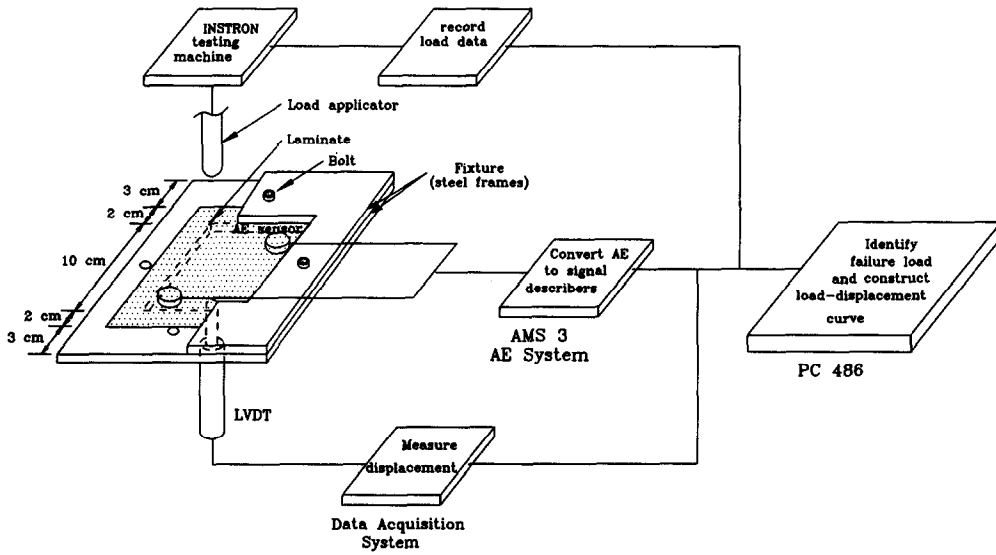 INSTRON
testing
machine
record
load data
Load applicator
Laminate
Bolt
Fixture
(steel frames)
3 cm
2 cm
10 cm
2 cm
3 cm
AE sensor
Convert AE
to signal
describers
AMS 3
AE System
Identify
failure load
and construct
load-displacement
curve
PC 486
LVDT
Measure
displacement
Data Acquisition
System